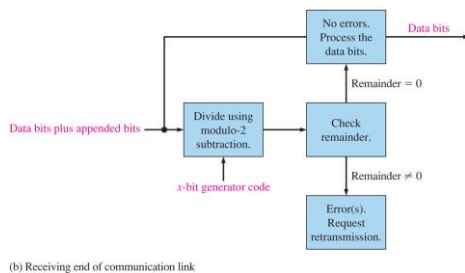 No errors.
Process the
data bits.
Data bits
Remainder = 0
Data bits plus appended bits
Divide using
modulo-2
subtraction.
Check
remainder.
x-bit generator code
Remainder ≠ 0
Error(s).
Request
retransmission.
(b) Receiving end of communication link